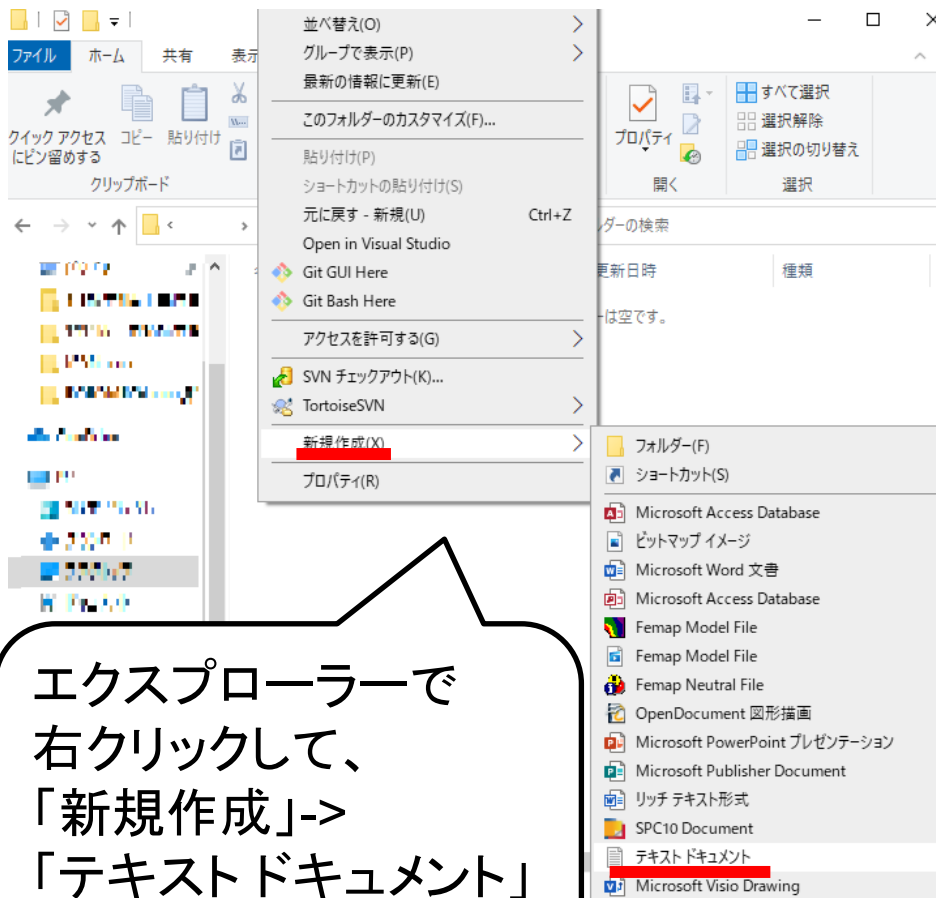 ファイル ホーム 共有 表示
クイック アクセス
にピン留めする
コピー 貼り付け
クリップボード
プロパティ
すべて選択
選択解除
選択の切り替え
開く
選択
ダーの検索
更新日時
種類
は空です。
並べ替え(O)
グループで表示(P)
最新の情報に更新(E)
このフォルダーのカスタマイズ(F)...
貼り付け(P)
ショートカットの貼り付け(S)
元に戻す - 新規(U) Ctrl+Z
Open in Visual Studio
Git GUI Here
Git Bash Here
アクセスを許可する(G)
SVN チェックアウト(K)...
TortoiseSVN
新規作成(X)
プロパティ(R)
フォルダー(F)
ショートカット(S)
Microsoft Access Database
ビットマップ イメージ
Microsoft Word 文書
Microsoft Access Database
Femap Model File
Femap Model File
Femap Neutral File
OpenDocument 図形描画
Microsoft PowerPoint プレゼンテーション
Microsoft Publisher Document
リッチ テキスト形式
SPC10 Document
テキスト ドキュメント
Microsoft Visio Drawing
エクスプローラーで
右クリックして、
「新規作成」->
「テキスト ドキュメント」